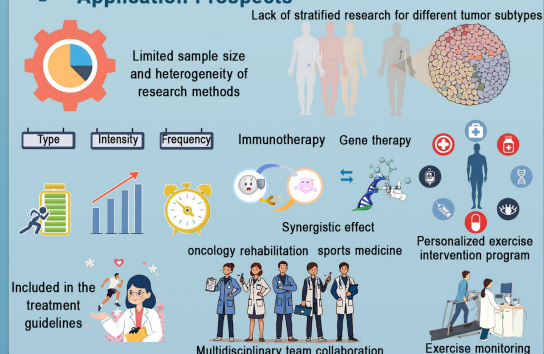 Application Prospects
Lack of stratified research for different tumor subtypes
Limited sample size
and heterogeneity of
research methods
Type
Intensity
Frequency
Immunotherapy
Gene therapy
Synergistic effect
Personalized exercise
intervention program
oncology rehabilitation sports medicine
Included in the
treatment
guidelines
Multidisciplinary team collaboration
Exercise monitoring